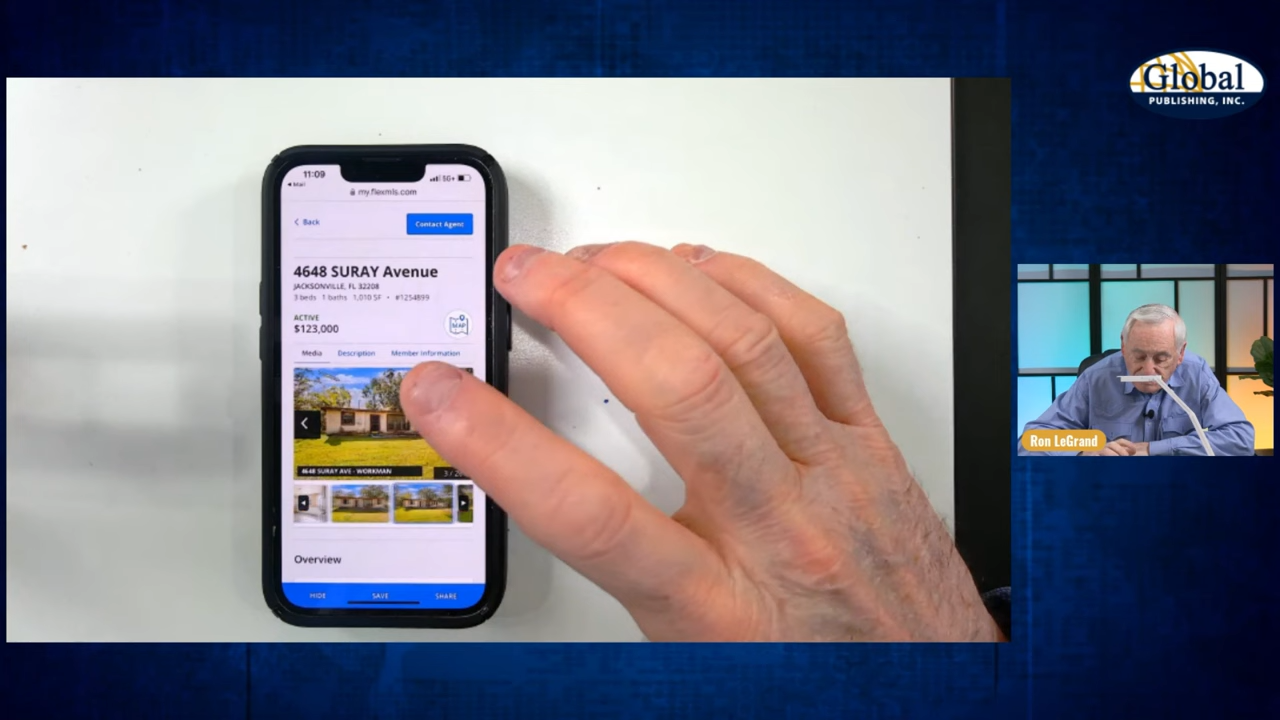 Global
PUBLISHING, INC.
11:09
Mail
5G+
my.flexmls.com
Back
Contact Agent
4648 SURAY Avenue
JACKSONVILLE, FL 32208
3 beds 1 baths 1,010 SF • #1254899
ACTIVE
$123,000
MAP
Media Description Member Information
4648 SURAY AVE - WORKMAN
3 /
Overview
HIDE SAVE SHARE
Ron LeGrand